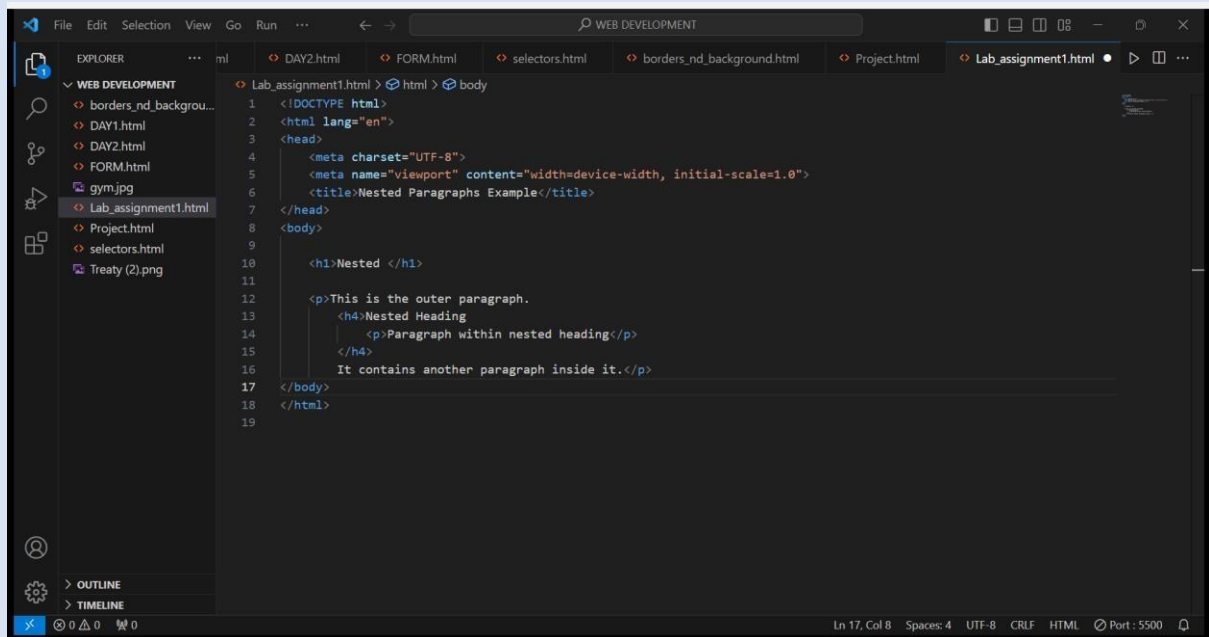 File Edit Selection View Go Run ... WEB DEVELOPMENT
EXPLORER ... ml DAY2.html FORM.html selectors.html borders_nd_background.html Project.html Lab_assignment1.html
WEB DEVELOPMENT
borders_nd_backgrou...
DAY1.html
DAY2.html
FORM.html
gym.jpg
Lab_assignment1.html
Project.html
selectors.html
Treaty (2).png
OUTLINE
TIMELINE
1
Lab_assignment1.html > html > body
1 <!DOCTYPE html>
2 <html lang="en">
3 <head>
4 <meta charset="UTF-8">
5 <meta name="viewport" content="width=device-width, initial-scale=1.0">
6 <title>Nested Paragraphs Example</title>
7 </head>
8 <body>
9
10 <h1>Nested </h1>
11
12 <p>This is the outer paragraph.
13 <h4>Nested Heading
14 <p>Paragraph within nested heading</p>
15 </h4>
16 It contains another paragraph inside it.</p>
17 </body>
18 </html>
19
0 0 0 Ln 17, Col 8 Spaces: 4 UTF-8 CRLF HTML Port : 5500